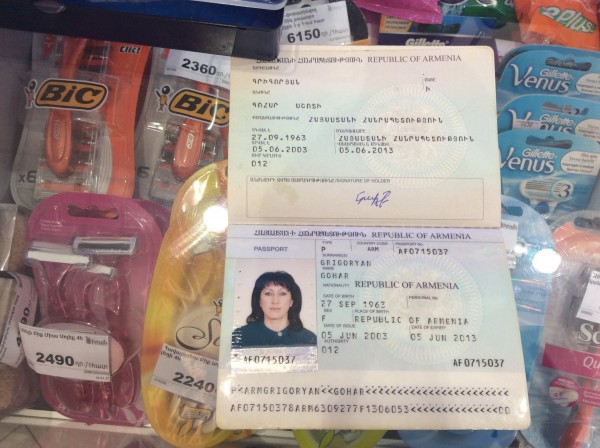 6150
ՀԱՅԱՍՏԱՆԻ ՀԱՆՐԱՊԵՏՈՒԹՅՈՒՆ REPUBLIC OF ARMENIA
ԳՐԻԳՈՐՅԱՆ
ԳՈՀԱՐ ԱՇՈՏԻ
ՀԱՅԱՍՏԱՆԻ ՀԱՆՐԱՊԵՏՈՒԹՅՈՒՆ
27.09.1963 ՀԱՅԱՍՏԱՆԻ ՀԱՆՐԱՊԵՏՈՒԹՅՈՒՆ
05.06.2003 05.06.2013
012
SIGNATURE OF HOLDER
ՀԱՅԱՍՏԱՆԻ ՀԱՆՐԱՊԵՏՈՒԹՅՈՒՆ REPUBLIC OF ARMENIA
PASSPORT
TYPE COUNTRY CODE PASSPORT No.
P ARM AF0715037
SURNAME
GRIGORYAN
NAME
GOHAR
NATIONALITY REPUBLIC OF ARMENIA
DATE OF BIRTH PERSONAL No.
27 SEP 1963
SEX PLACE OF BIRTH
F REPUBLIC OF ARMENIA
DATE OF ISSUE DATE OF EXPIRY
05 JUN 2003 05 JUN 2013
AUTHORITY
012
AF0715037 AF0715037
P<ARMGRIGORYAN<<GOHAR<<<<<<<<<<<<<<<<<<<<<<<
AF07150378ARM6309277F1306053<<<<<<<<<<<<<<00
BIC
2360
BIC
Gillette
Gillette
Venus
Gillette
Venus
3
2490
2240